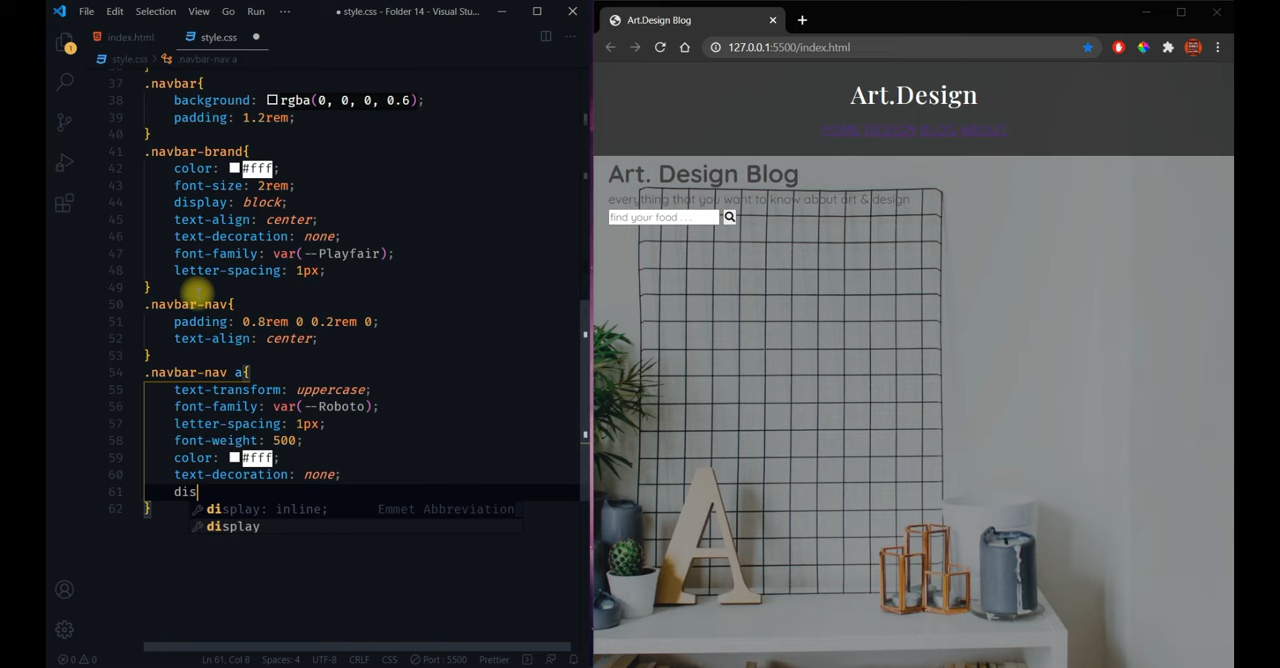 File Edit Selection View Go Run ··· ● style.css - Folder 14 - Visual Stu...
index.html style.css ●
style.css > .navbar-nav a
37 .navbar{
38 background: rgba(0, 0, 0, 0.6);
39 padding: 1.2rem;
40 }
41 .navbar-brand{
42 color: #fff;
43 font-size: 2rem;
44 display: block;
45 text-align: center;
46 text-decoration: none;
47 font-family: var(--Playfair);
48 letter-spacing: 1px;
49 }
50 .navbar-nav{
51 padding: 0.8rem 0 0.2rem 0;
52 text-align: center;
53 }
54 .navbar-nav a{
55 text-transform: uppercase;
56 font-family: var(--Roboto);
57 letter-spacing: 1px;
58 font-weight: 500;
59 color: #fff;
60 text-decoration: none;
61 dis
62 }
display: inline; Emmet Abbreviation
display
1
0 0 Ln 61, Col 8 Spaces: 4 UTF-8 CRLF CSS Port : 5500 Prettier
Art.Design Blog
127.0.0.1:5500/index.html
Art.Design
HOME DESIGN BLOG ABOUT
Art. Design Blog
everything that you want to know about art & design
find your food . . .
A